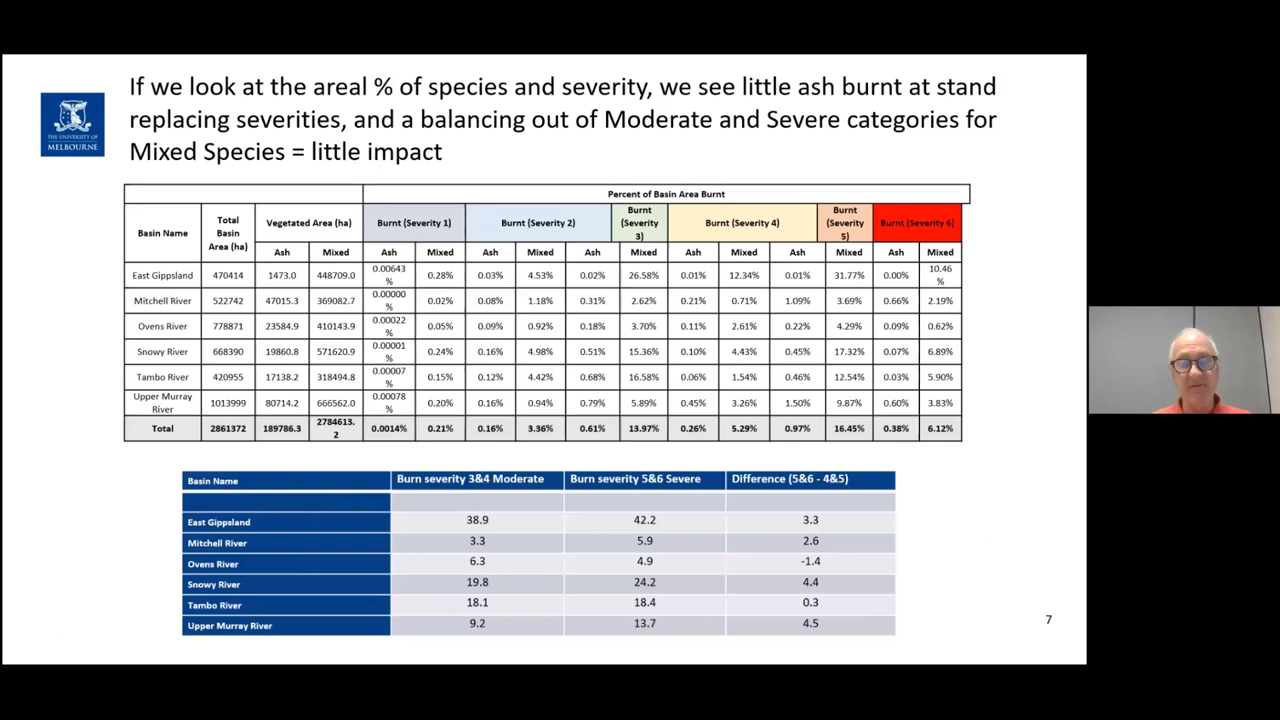 If we look at the areal % of species and severity, we see little ash burnt at stand
replacing severities, and a balancing out of Moderate and Severe categories for
Mixed Species = little impact
THE UNIVERSITY OF
MELBOURNE
Percent of Basin Area Burnt
Basin Name Total Basin Area (ha) Vegetated Area (ha) Burnt (Severity 1) Burnt (Severity 2) Burnt (Severity 3) Burnt (Severity 4) Burnt (Severity 5) Burnt (Severity 6)
Ash Mixed Ash Mixed Ash Mixed Ash Mixed Ash Mixed Ash Mixed Ash Mixed
East Gippsland 470414 1473.0 448709.0 0.00643 % 0.28% 0.03% 4.53% 0.02% 26.58% 0.01% 12.34% 0.01% 31.77% 0.00% 10.46 %
Mitchell River 522742 47015.3 369082.7 0.00000 % 0.02% 0.08% 1.18% 0.31% 2.62% 0.21% 0.71% 1.09% 3.69% 0.66% 2.19%
Ovens River 778871 23584.9 410143.9 0.00022 % 0.05% 0.09% 0.92% 0.18% 3.70% 0.11% 2.61% 0.22% 4.29% 0.09% 0.62%
Snowy River 668390 19860.8 571620.9 0.00001 % 0.24% 0.16% 4.98% 0.51% 15.36% 0.10% 4.43% 0.45% 17.32% 0.07% 6.89%
Tambo River 420955 17138.2 318494.8 0.00007 % 0.15% 0.12% 4.42% 0.68% 16.58% 0.06% 1.54% 0.46% 12.54% 0.03% 5.90%
Upper Murray River 1013999 80714.2 666562.0 0.00078 % 0.20% 0.16% 0.94% 0.79% 5.89% 0.45% 3.26% 1.50% 9.87% 0.60% 3.83%
Total 2861372 189786.3 2784613.2 0.0014% 0.21% 0.16% 3.36% 0.61% 13.97% 0.26% 5.29% 0.97% 16.45% 0.38% 6.12%
Basin Name Burn severity 3&4 Moderate Burn severity 5&6 Severe Difference (5&6 - 4&5)
East Gippsland 38.9 42.2 3.3
Mitchell River 3.3 5.9 2.6
Ovens River 6.3 4.9 -1.4
Snowy River 19.8 24.2 4.4
Tambo River 18.1 18.4 0.3
Upper Murray River 9.2 13.7 4.5
7